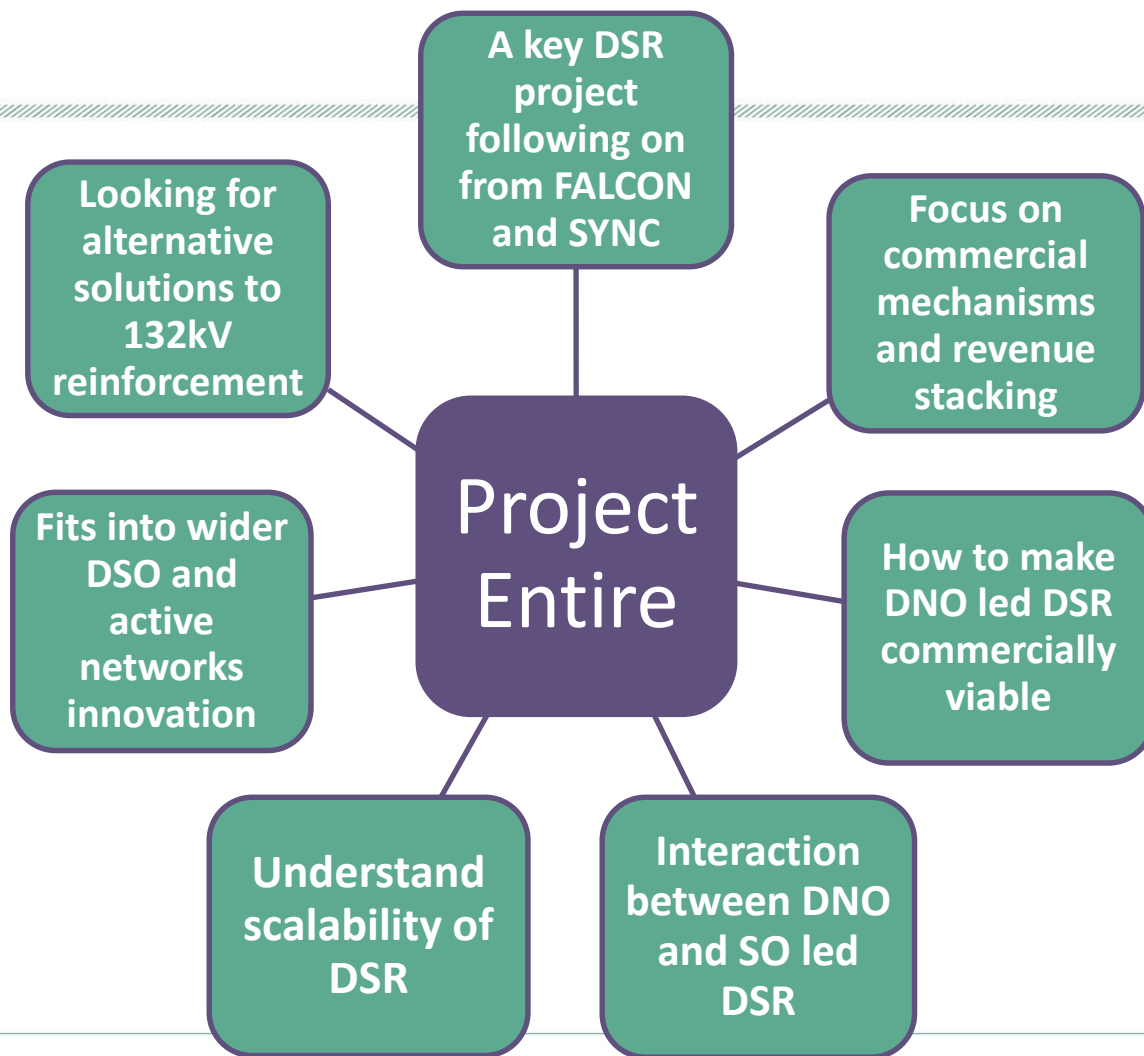 A key DSR
project
following on
from FALCON
and SYNC
Focus on
commercial
mechanisms
and revenue
stacking
How to make
DNO led DSR
commercially
viable
Interaction
between DNO
and SO led
DSR
Understand
scalability of
DSR
Fits into wider
DSO and
active
networks
innovation
Looking for
alternative
solutions to
132kV
reinforcement
Project
Entire